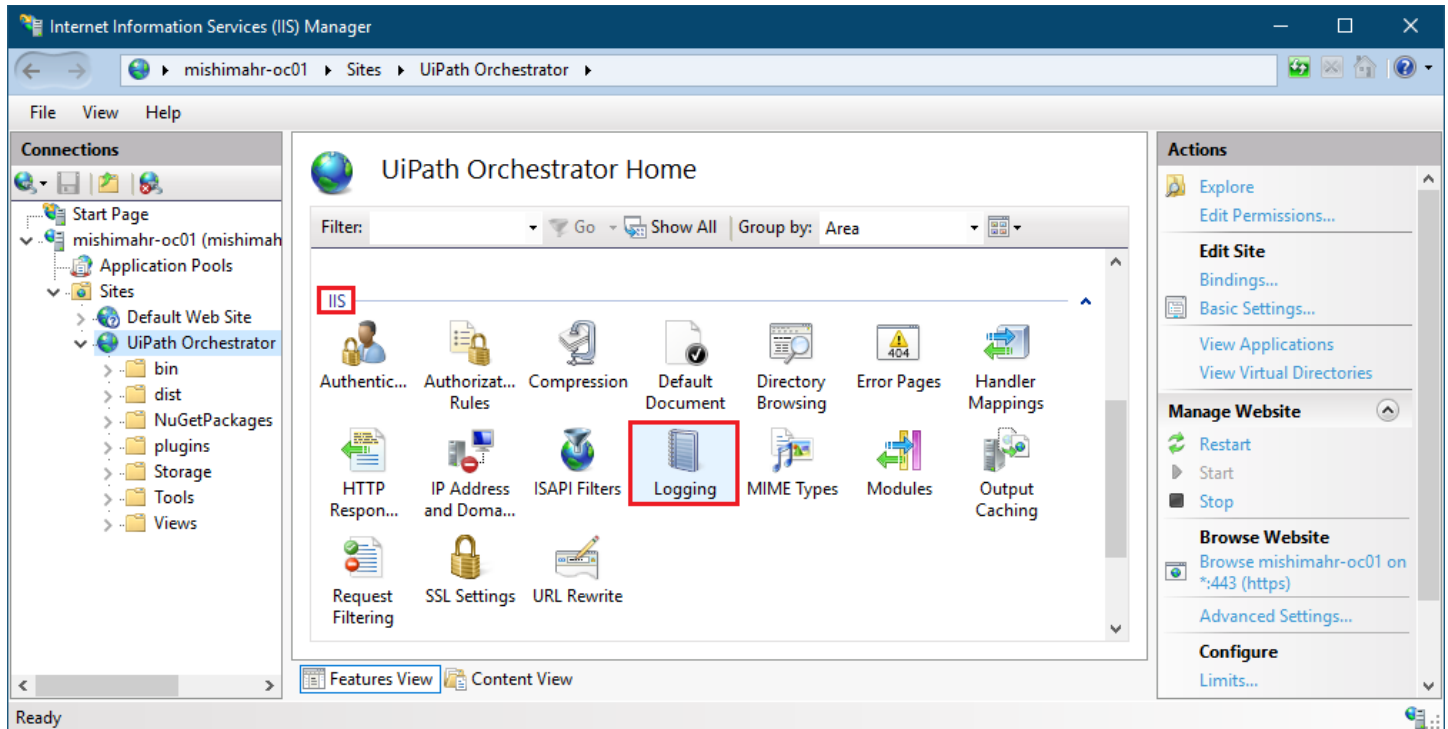 Internet Information Services (IIS) Manager
mishimahr-oc01 Sites UiPath Orchestrator
File View Help
Connections
Start Page
mishimahr-oc01 (mishimah
Application Pools
Sites
Default Web Site
UiPath Orchestrator
bin
dist
NuGetPackages
plugins
Storage
Tools
Views
UiPath Orchestrator Home
Filter: Go Show All Group by: Area
IIS
Authentic... Authorizat... Compression Default Directory Error Pages Handler
Rules Document Browsing Mappings
404
HTTP IP Address ISAPI Filters Logging MIME Types Modules Output
Respon... and Doma... Caching
Request SSL Settings URL Rewrite
Filtering
Features View Content View
Actions
Explore
Edit Permissions...
Edit Site
Bindings...
Basic Settings...
View Applications
View Virtual Directories
Manage Website
Restart
Start
Stop
Browse Website
Browse mishimahr-oc01 on
*:443 (https)
Advanced Settings...
Configure
Limits...
Ready